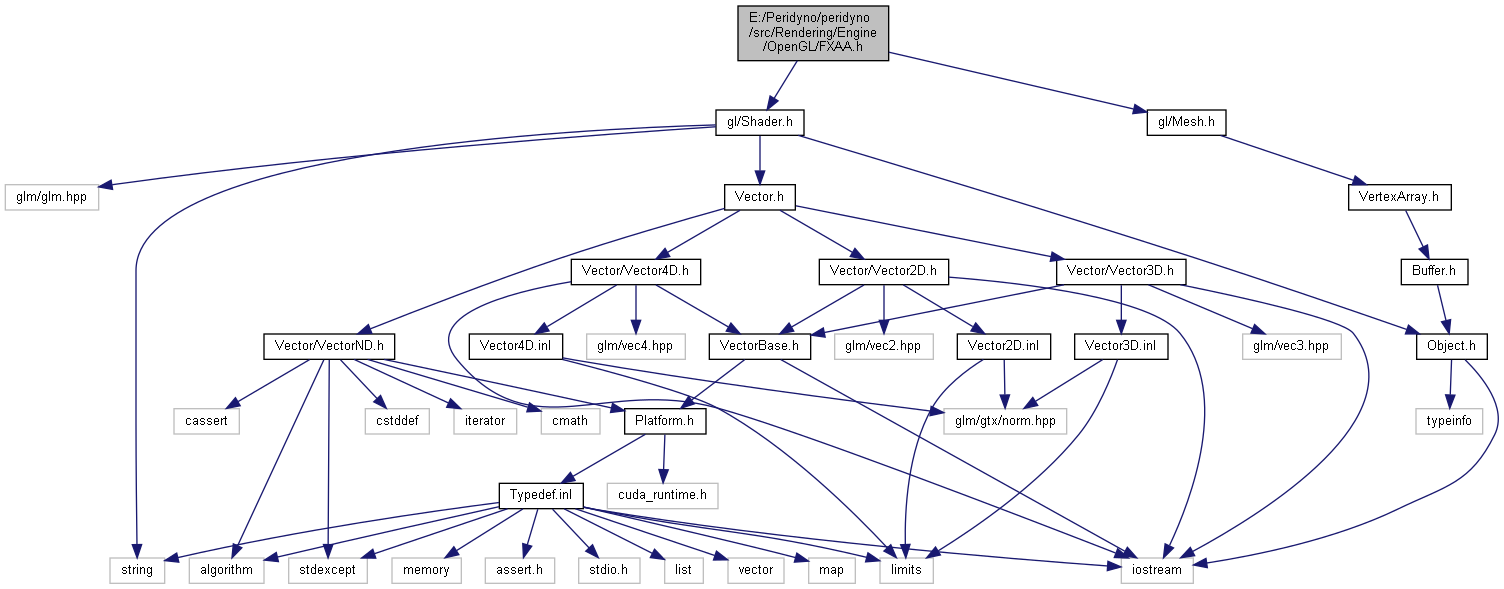 E:/Peridyno/peridyno
/src/Rendering/Engine
/OpenGL/FXAA.h
gl/Shader.h
gl/Mesh.h
glm/glm.hpp
Vector.h
VertexArray.h
Vector/Vector4D.h
Vector/Vector2D.h
Vector/Vector3D.h
Buffer.h
Vector/VectorND.h
Vector4D.inl
glm/vec4.hpp
VectorBase.h
glm/vec2.hpp
Vector2D.inl
Vector3D.inl
glm/vec3.hpp
Object.h
cassert
cstddef
iterator
cmath
Platform.h
glm/gtx/norm.hpp
typeinfo
Typedef.inl
cuda_runtime.h
string
algorithm
stdexcept
memory
assert.h
stdio.h
list
vector
map
limits
iostream